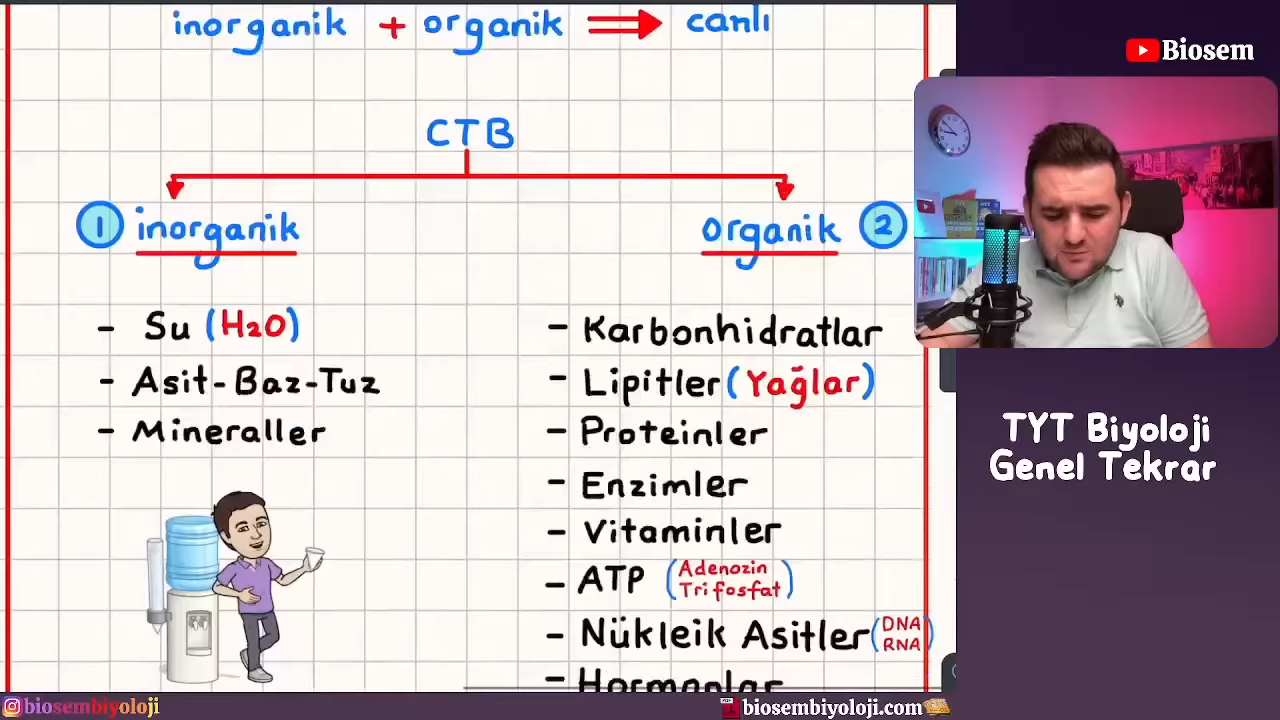 inorganik + organik ⇒ canlı
Biosem
CTB
1 inorganik
organik 2
- Su (H2O)
- Asit-Baz-Tuz
- Mineraller
- Karbonhidratlar
- Lipitler (Yağlar)
- Proteinler
- Enzimler
- Vitaminler
- ATP (Adenozin
Trifosfat)
- Nükleik Asitler (DNA
RNA)
- Hormonlar
TYT Biyoloji
Genel Tekrar
biosembiyoloji
biosembiyoloji.com